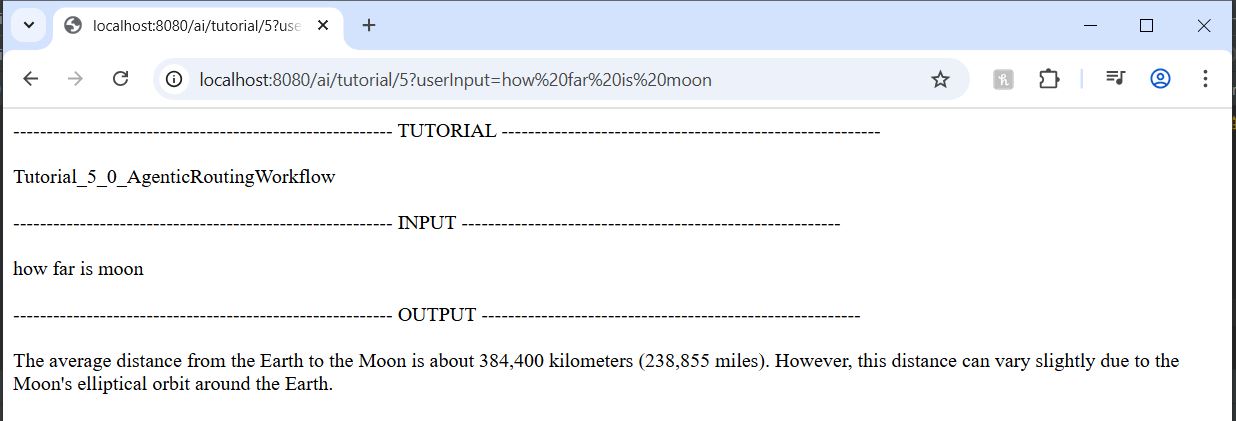 localhost:8080/ai/tutorial/5?use
localhost:8080/ai/tutorial/5?userInput=how%20far%20is%20moon
--------------------------------------------------------- TUTORIAL ---------------------------------------------------------
Tutorial_5_0_AgenticRoutingWorkflow
--------------------------------------------------------- INPUT ---------------------------------------------------------
how far is moon
--------------------------------------------------------- OUTPUT ---------------------------------------------------------
The average distance from the Earth to the Moon is about 384,400 kilometers (238,855 miles). However, this distance can vary slightly due to the
Moon's elliptical orbit around the Earth.